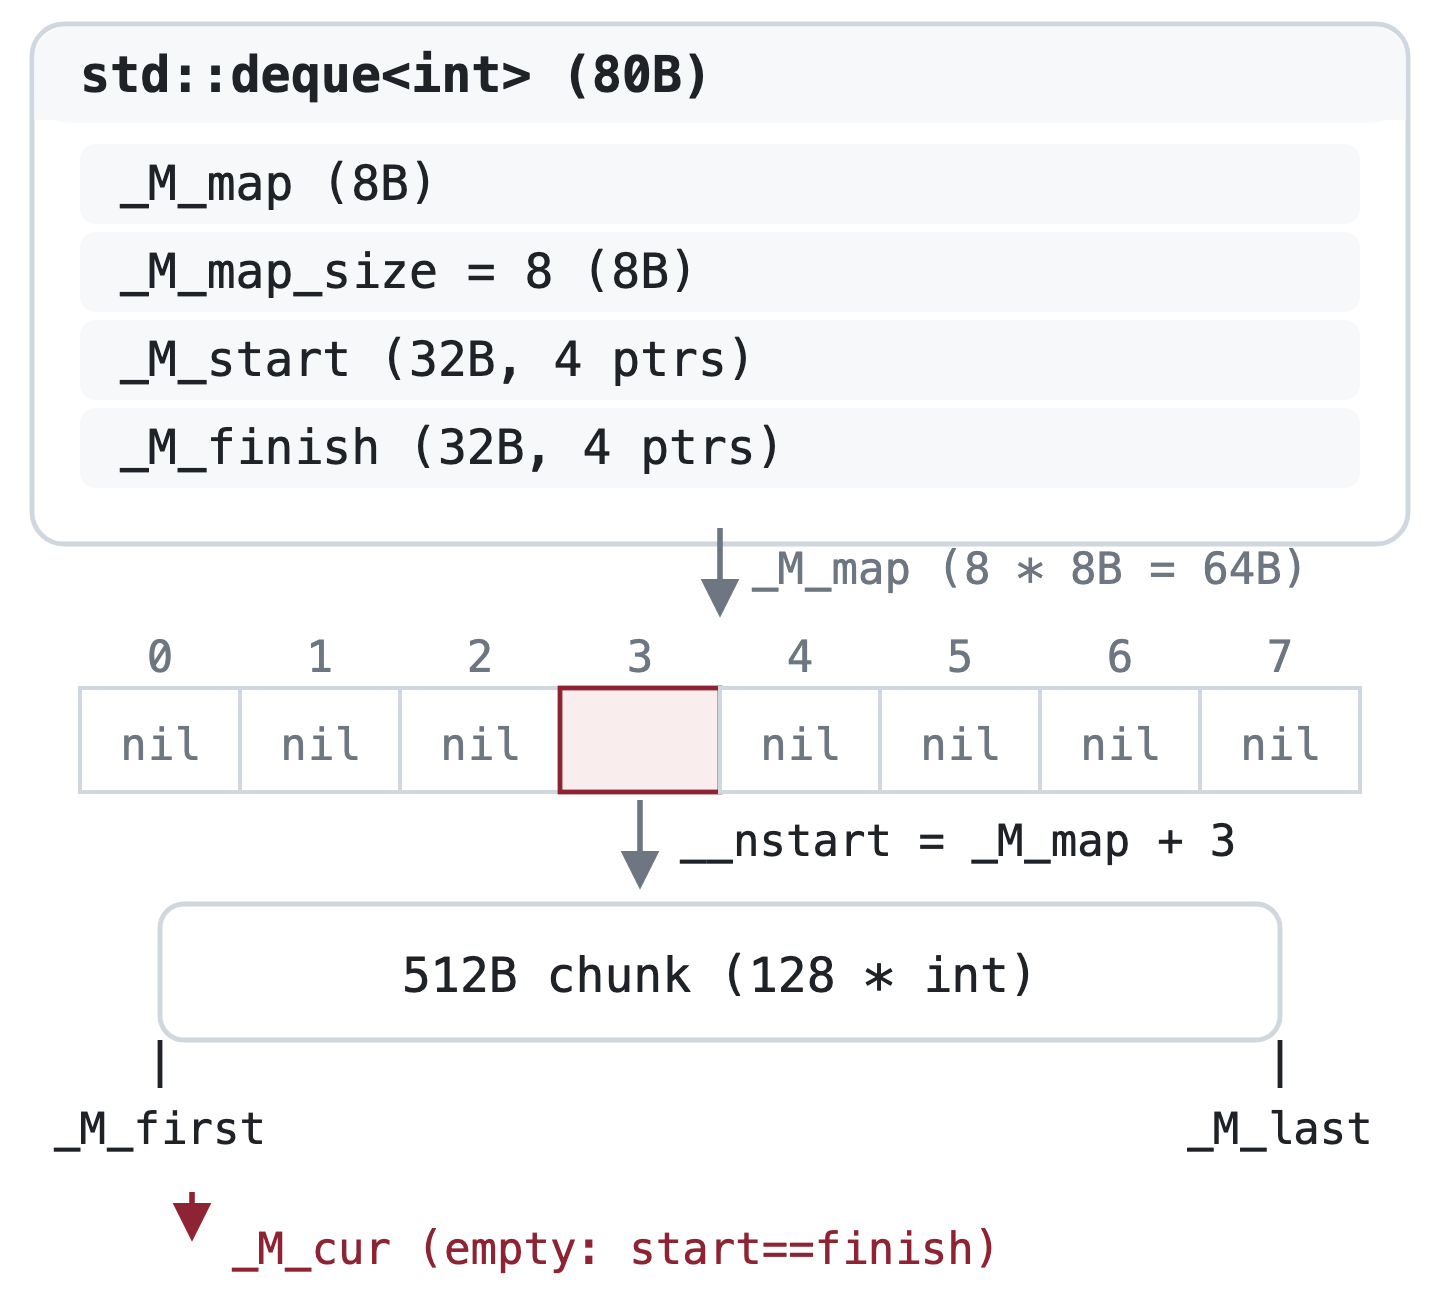 std::deque<int> (80B)
_M_map (8B)
_M_map_size = 8 (8B)
_M_start (32B, 4 ptrs)
_M_finish (32B, 4 ptrs)
_M_map (8 * 8B = 64B)
0 1 2 3 4 5 6 7
nil nil nil nil nil nil nil
__nstart = _M_map + 3
512B chunk (128 * int)
_M_first _M_last
_M_cur (empty: start==finish)